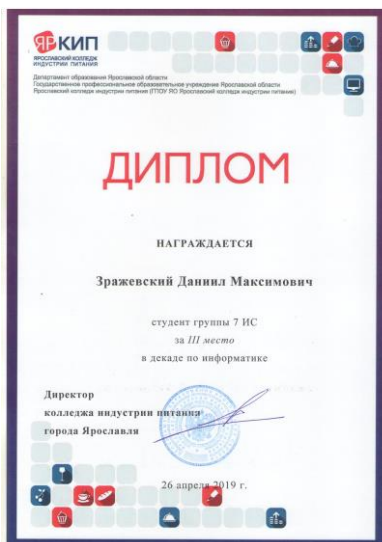 ЯРКИП
ЯРОСЛАВСКИЙ КОЛЛЕДЖ
ИНДУСТРИИ ПИТАНИЯ
Департамент образования Ярославской области
Государственное профессиональное образовательное учреждение Ярославской области
Ярославский колледж индустрии питания (ГПОУ ЯО Ярославский колледж индустрии питания)
ДИПЛОМ
НАГРАЖДАЕТСЯ
Зражевский Даниил Максимович
студент группы 7 ИС
за III место
в декаде по информатике
Директор
колледжа индустрии питания
города Ярославля
26 апреля 2019 г.